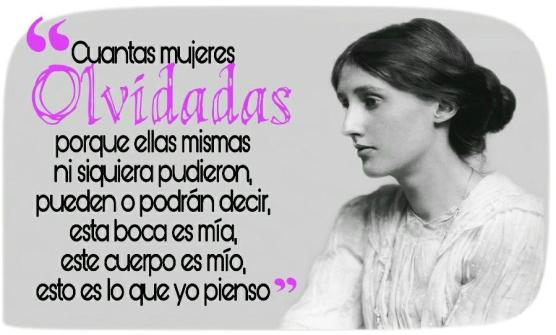 “Cuantas mujeres
Olvidadas
porque ellas mismas
ni siquiera pudieron,
pueden o podrán decir,
esta boca es mía,
este cuerpo es mío,
esto es lo que yo pienso”